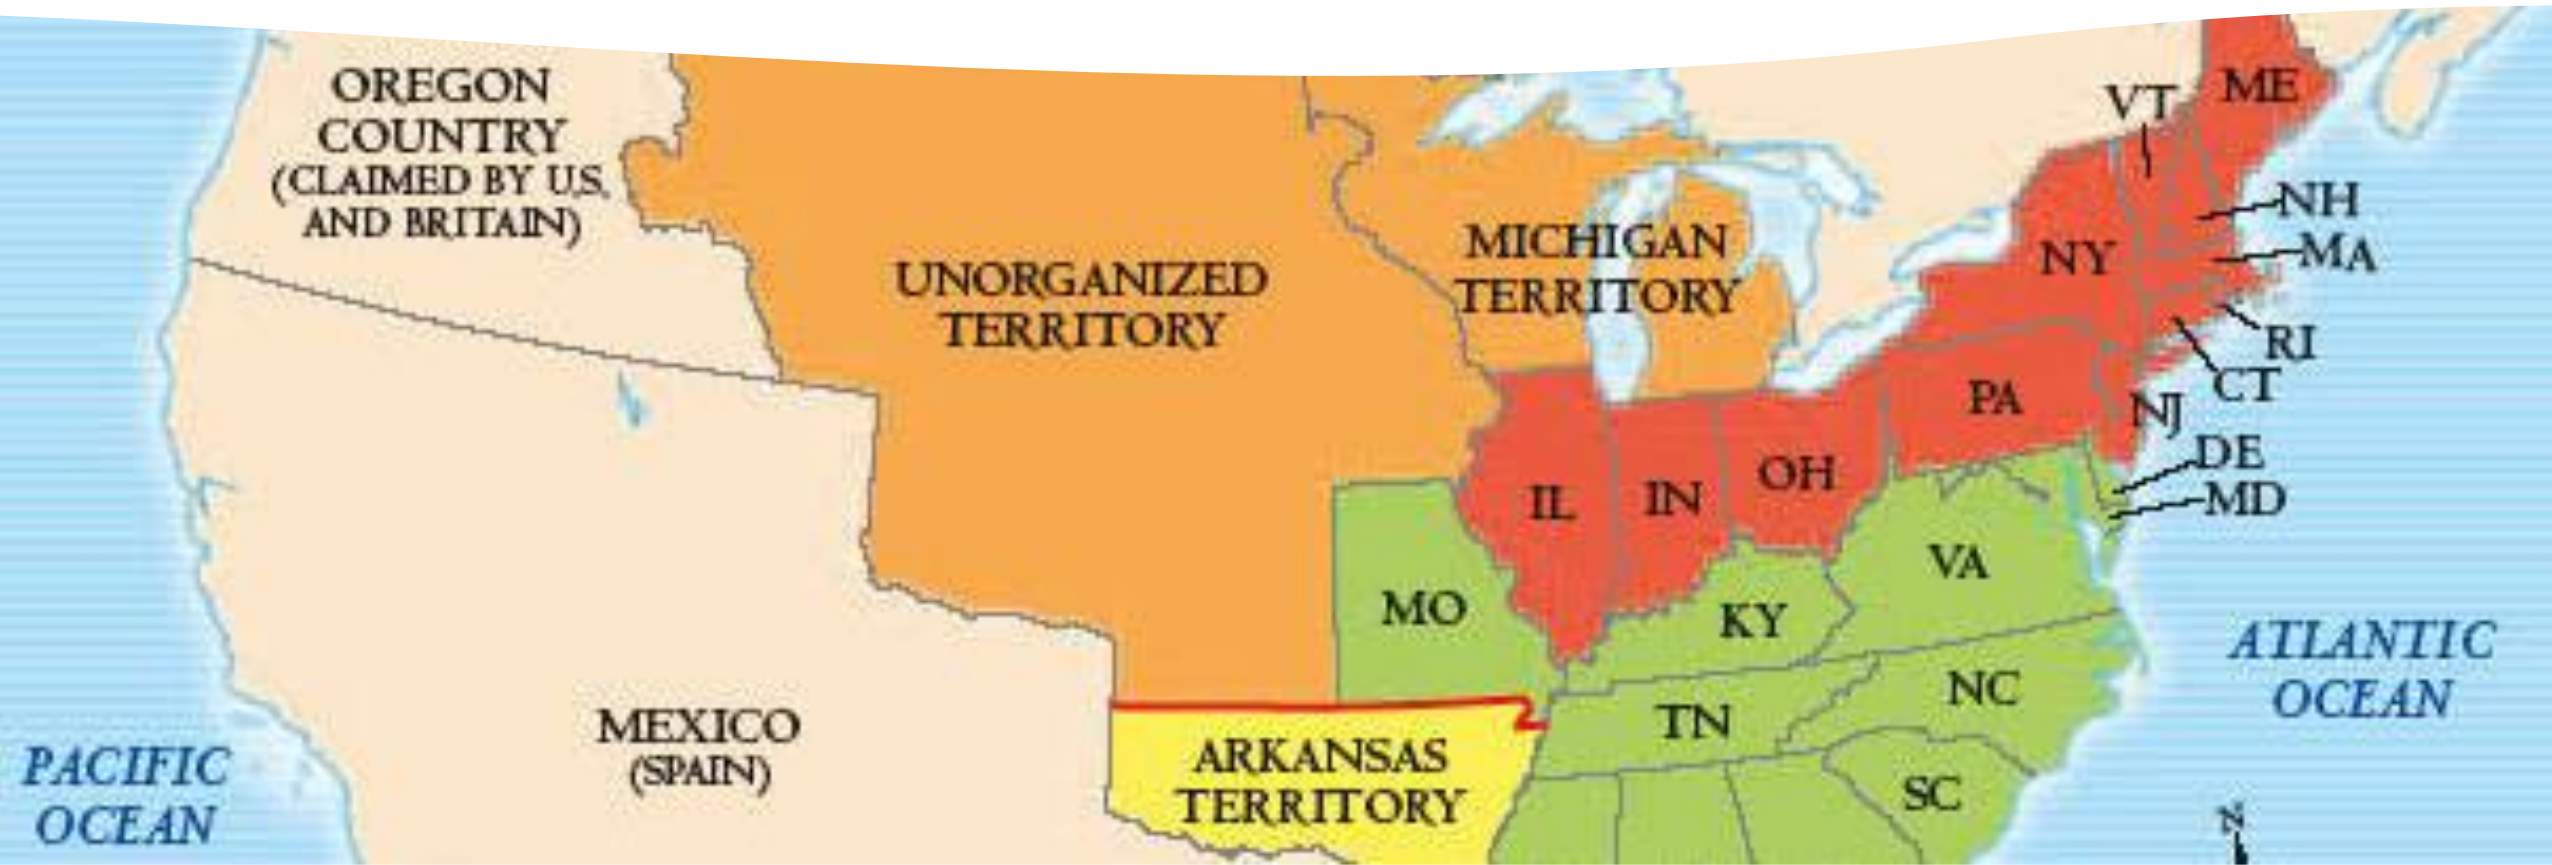 OREGON
COUNTRY
(CLAIMED BY U.S.
AND BRITAIN)
UNORGANIZED
TERRITORY
MICHIGAN
TERRITORY
VT
ME
NH
MA
NY
RI
CT
PA
NJ
DE
MD
OH
IN
IL
MO
KY
VA
ATLANTIC
OCEAN
NC
TN
SC
MEXICO
(SPAIN)
ARKANSAS
TERRITORY
PACIFIC
OCEAN
N